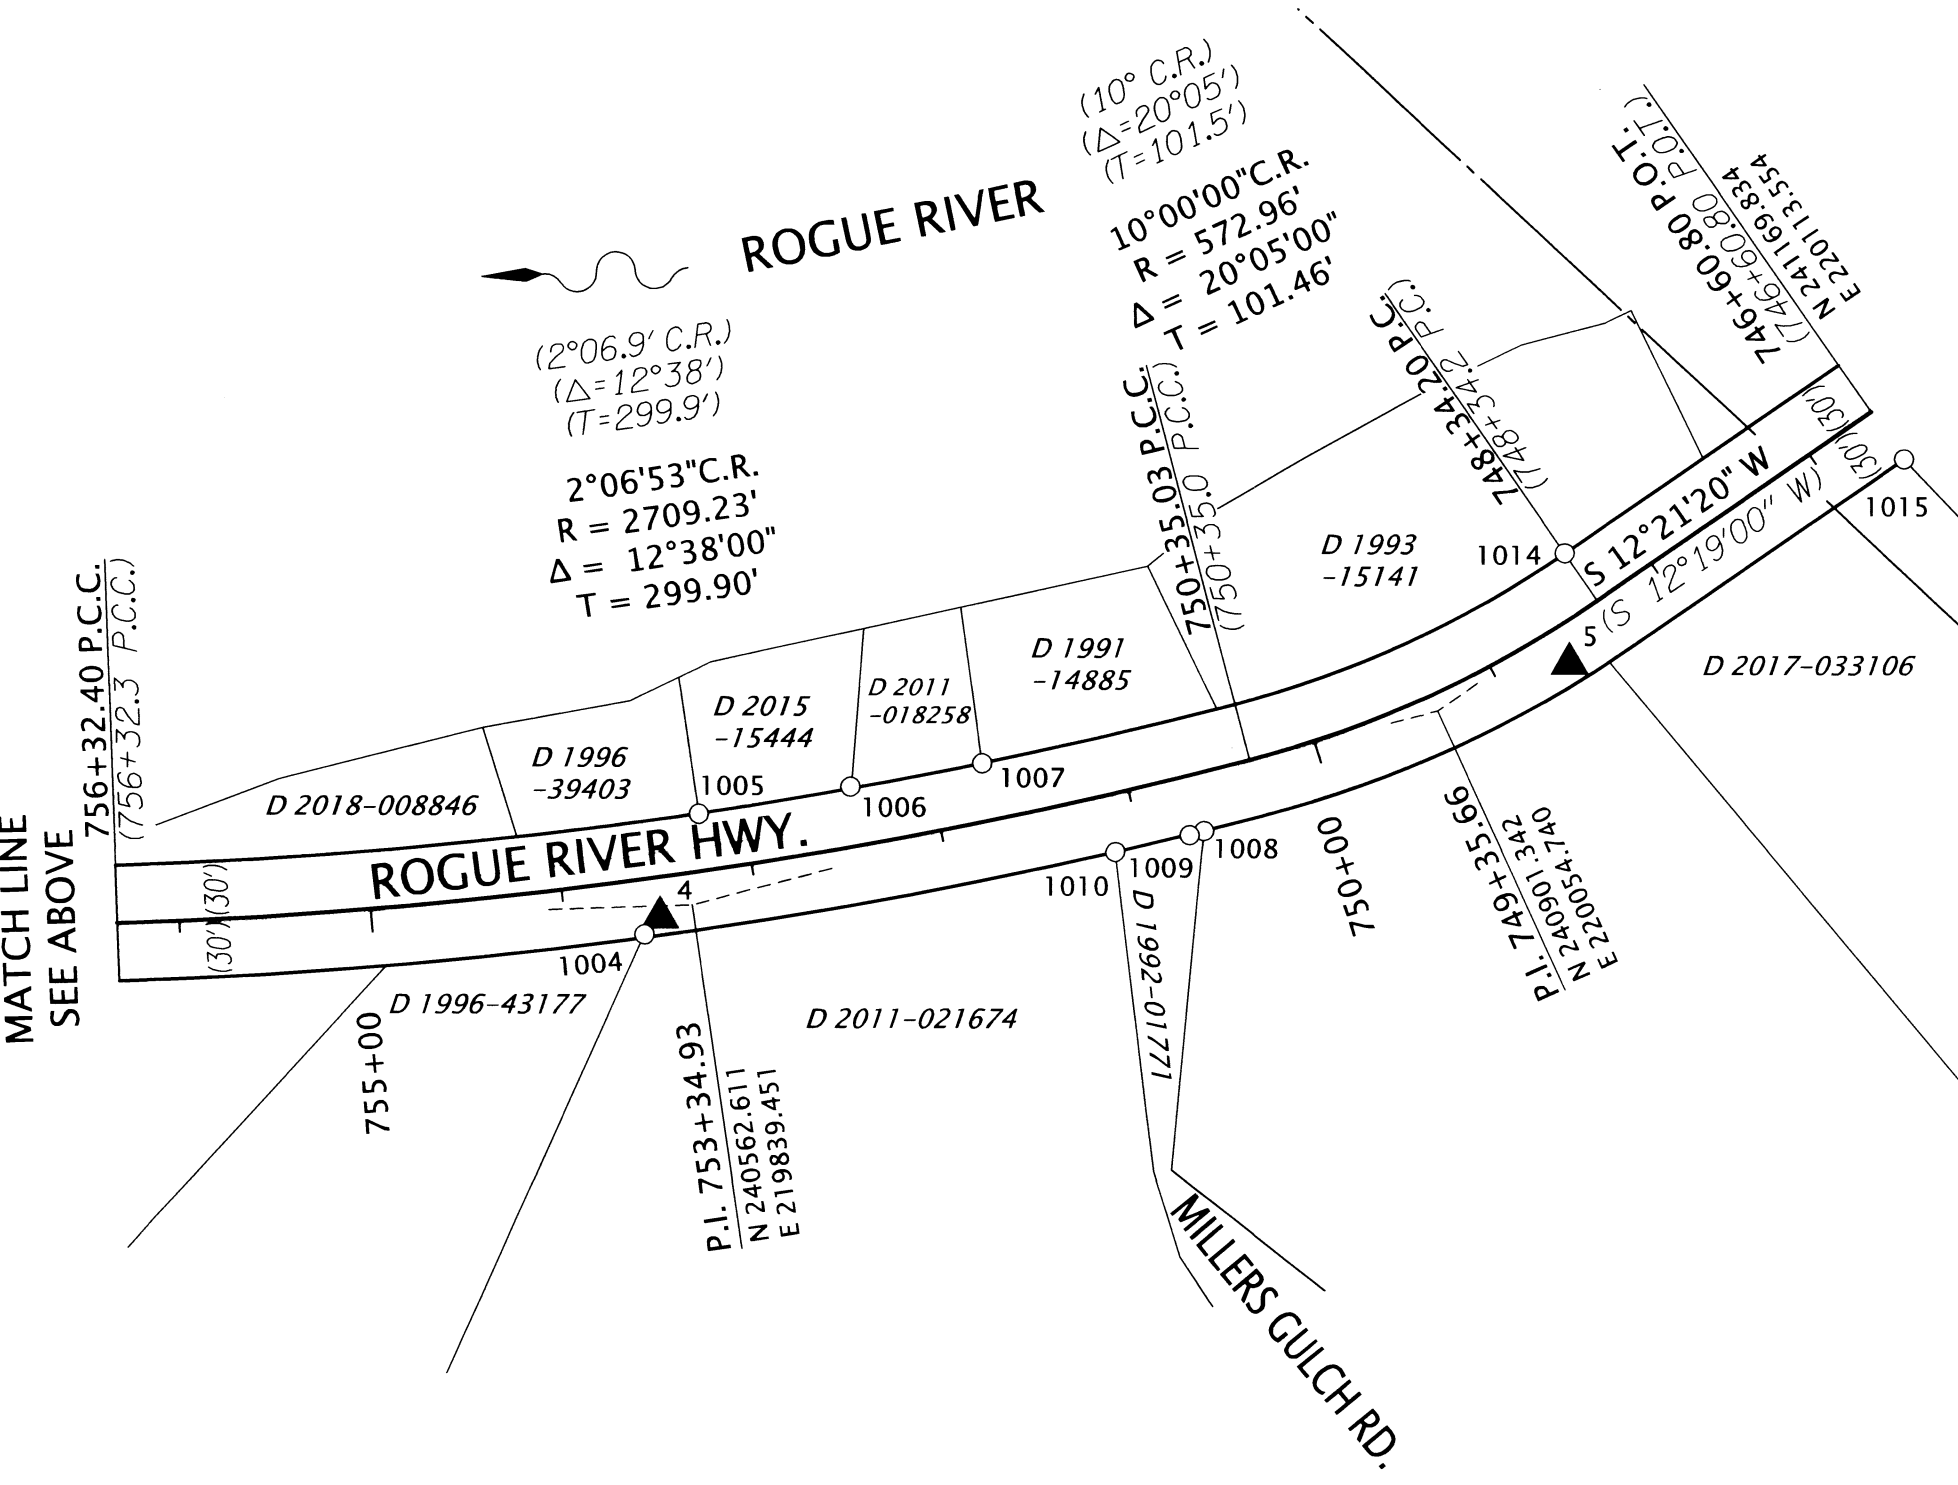 ROGUE RIVER
(10° C.R.)
(Δ=20°05')
(T=101.5')
10°00'00"C.R.
R = 572.96'
Δ = 20°05'00"
T = 101.46'
(2°06.9' C.R.)
(Δ=12°38')
(T=299.9')
2°06'53"C.R.
R = 2709.23'
Δ = 12°38'00"
T = 299.90'
746+60.80 P.O.T.
(746+60.80 P.O.T.)
N 241169.834
E 220113.554
748+34.20 P.C.
(748+34.2 P.C.)
750+35.03 P.C.C.
(750+35.0 P.C.C.)
756+32.40 P.C.C.
(756+32.3 P.C.C.)
MATCH LINE
SEE ABOVE
D 2018-008846
D 1996
-39403
D 2015
-15444
D 2011
-018258
D 1991
-14885
D 1993
-15141
1014
S 12°21'20" W
(S 12°19'00" W)
(30')
(30')
1015
5
D 2017-033106
1005
1006
1007
ROGUE RIVER HWY.
(30')
(30')
4
1004
1010
1009
1008
D 1996-43177
D 2011-021674
D 1992-01771
755+00
750+00
P.I. 753+34.93
N 240562.611
E 219839.451
P.I. 749+35.66
N 240901.342
E 220054.740
MILLERS GULCH RD.